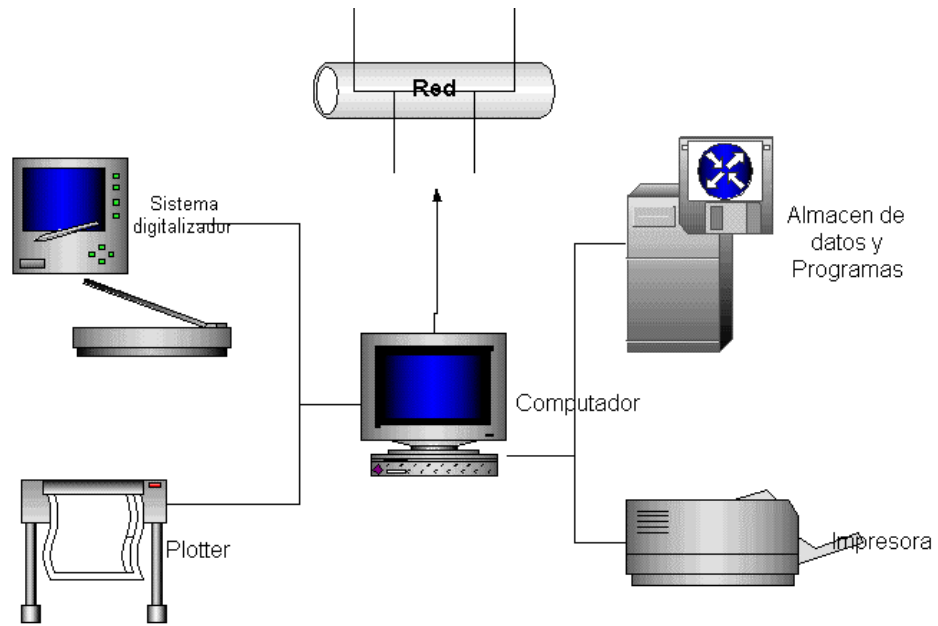 Red
Sistema
digitalizador
Almacen de
datos y
Programas
Computador
Plotter
Impresora